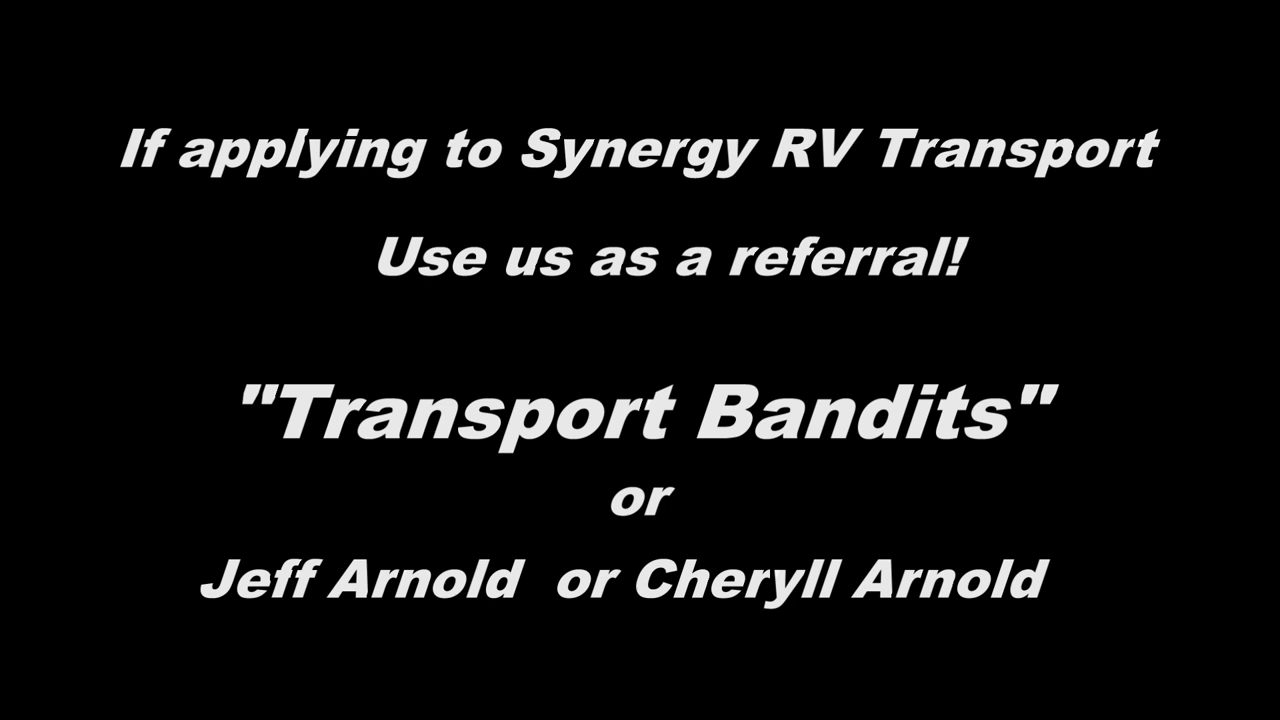 If applying to Synergy RV Transport
Use us as a referral!
"Transport Bandits"
or
Jeff Arnold  or Cheryll Arnold